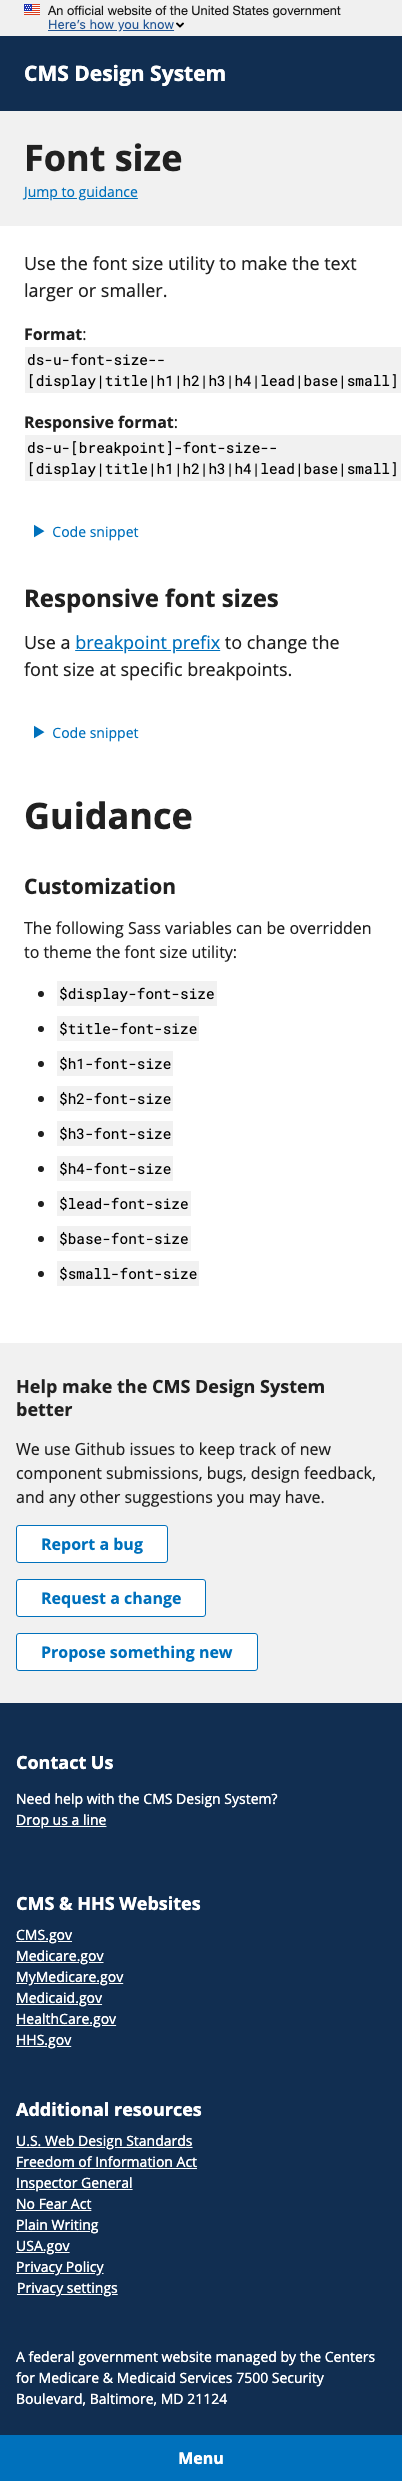 An official website of the United States government
Here's how you know
CMS Design System
Font size
Jump to guidance
Use the font size utility to make the text
larger or smaller.
Format:
ds-u-font-size--
[display|title|h1|h2|h3|h4|lead|base|small]
Responsive format:
ds-u-[breakpoint]-font-size--
[display|title|h1|h2|h3|h4|lead|base|small]
Code snippet
Responsive font sizes
Use a breakpoint prefix to change the
font size at specific breakpoints.
Code snippet
Guidance
Customization
The following Sass variables can be overridden
to theme the font size utility:
$display-font-size
$title-font-size
$h1-font-size
$h2-font-size
$h3-font-size
$h4-font-size
$lead-font-size
$base-font-size
$small-font-size
Help make the CMS Design System
better
We use Github issues to keep track of new
component submissions, bugs, design feedback,
and any other suggestions you may have.
Report a bug
Request a change
Propose something new
Contact Us
Need help with the CMS Design System?
Drop us a line
CMS & HHS Websites
CMS.gov
Medicare.gov
MyMedicare.gov
Medicaid.gov
HealthCare.gov
HHS.gov
Additional resources
U.S. Web Design Standards
Freedom of Information Act
Inspector General
No Fear Act
Plain Writing
USA.gov
Privacy Policy
Privacy settings
A federal government website managed by the Centers
for Medicare & Medicaid Services 7500 Security
Boulevard, Baltimore, MD 21124
Menu